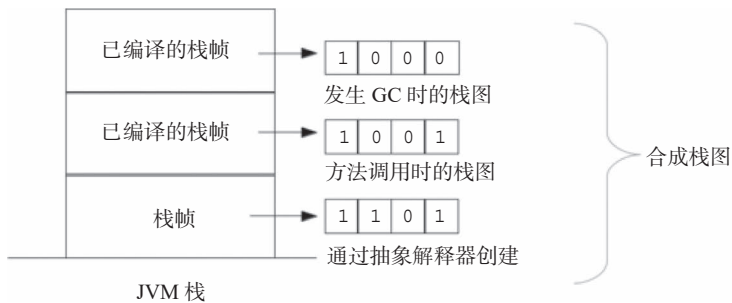 已编译的栈帧
1 0 0 0
发生 GC 时的栈图
已编译的栈帧
1 0 0 1
方法调用时的栈图
合成栈图
栈帧
1 1 0 1
通过抽象解释器创建
JVM 栈